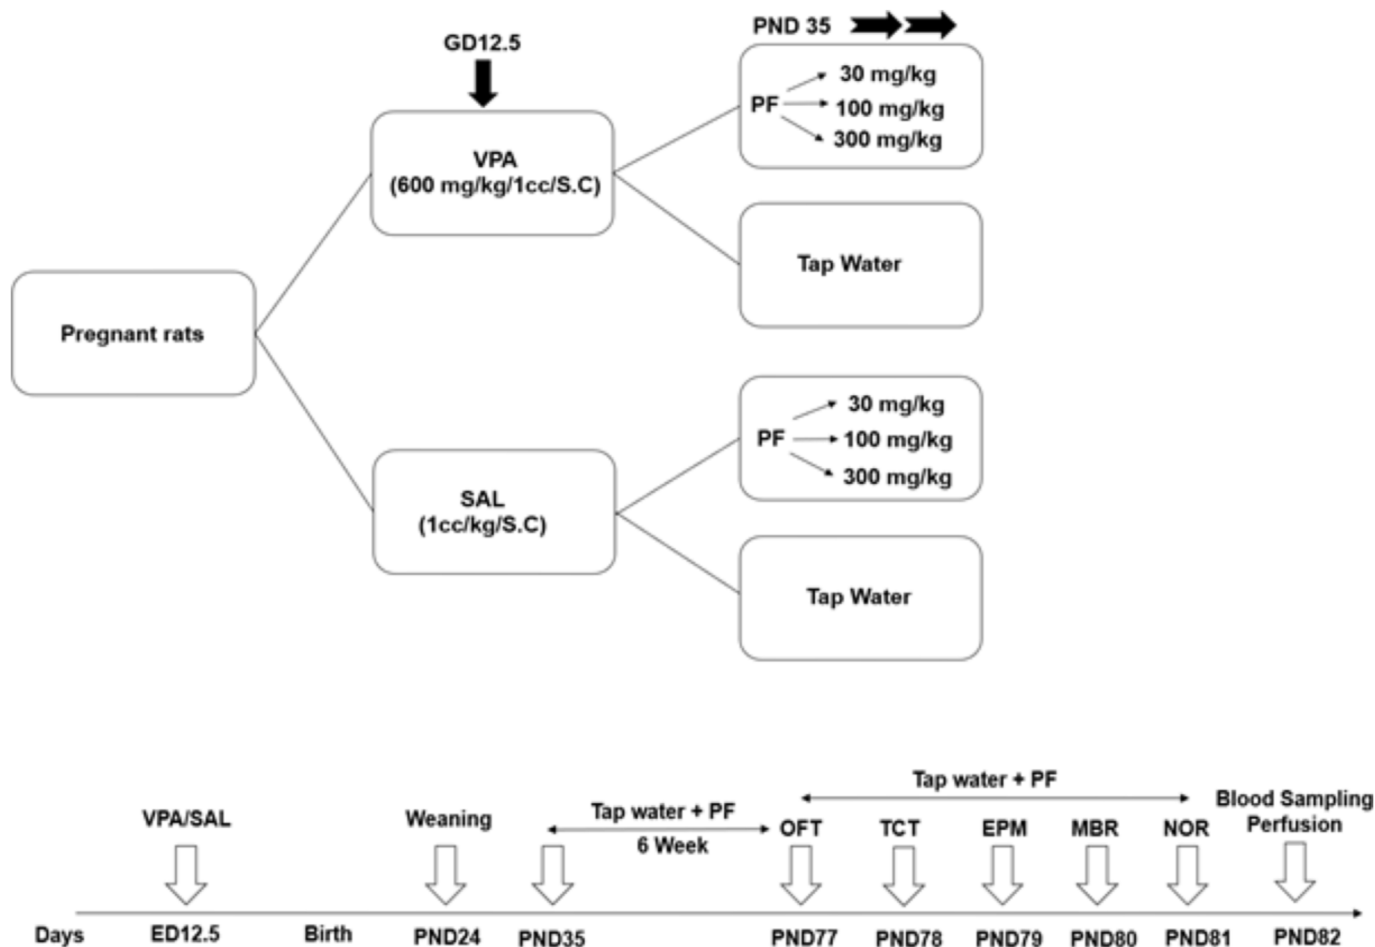 PND 35
GD12.5
PF
30 mg/kg
100 mg/kg
300 mg/kg
VPA
(600 mg/kg/1cc/S.C)
Tap Water
Pregnant rats
PF
30 mg/kg
100 mg/kg
300 mg/kg
SAL
(1cc/kg/S.C)
Tap Water
Tap water + PF
Blood Sampling
Perfusion
VPA/SAL
Weaning
Tap water + PF
6 Week
OFT
TCT
EPM
MBR
NOR
Days
ED12.5
Birth
PND24
PND35
PND77
PND78
PND79
PND80
PND81
PND82